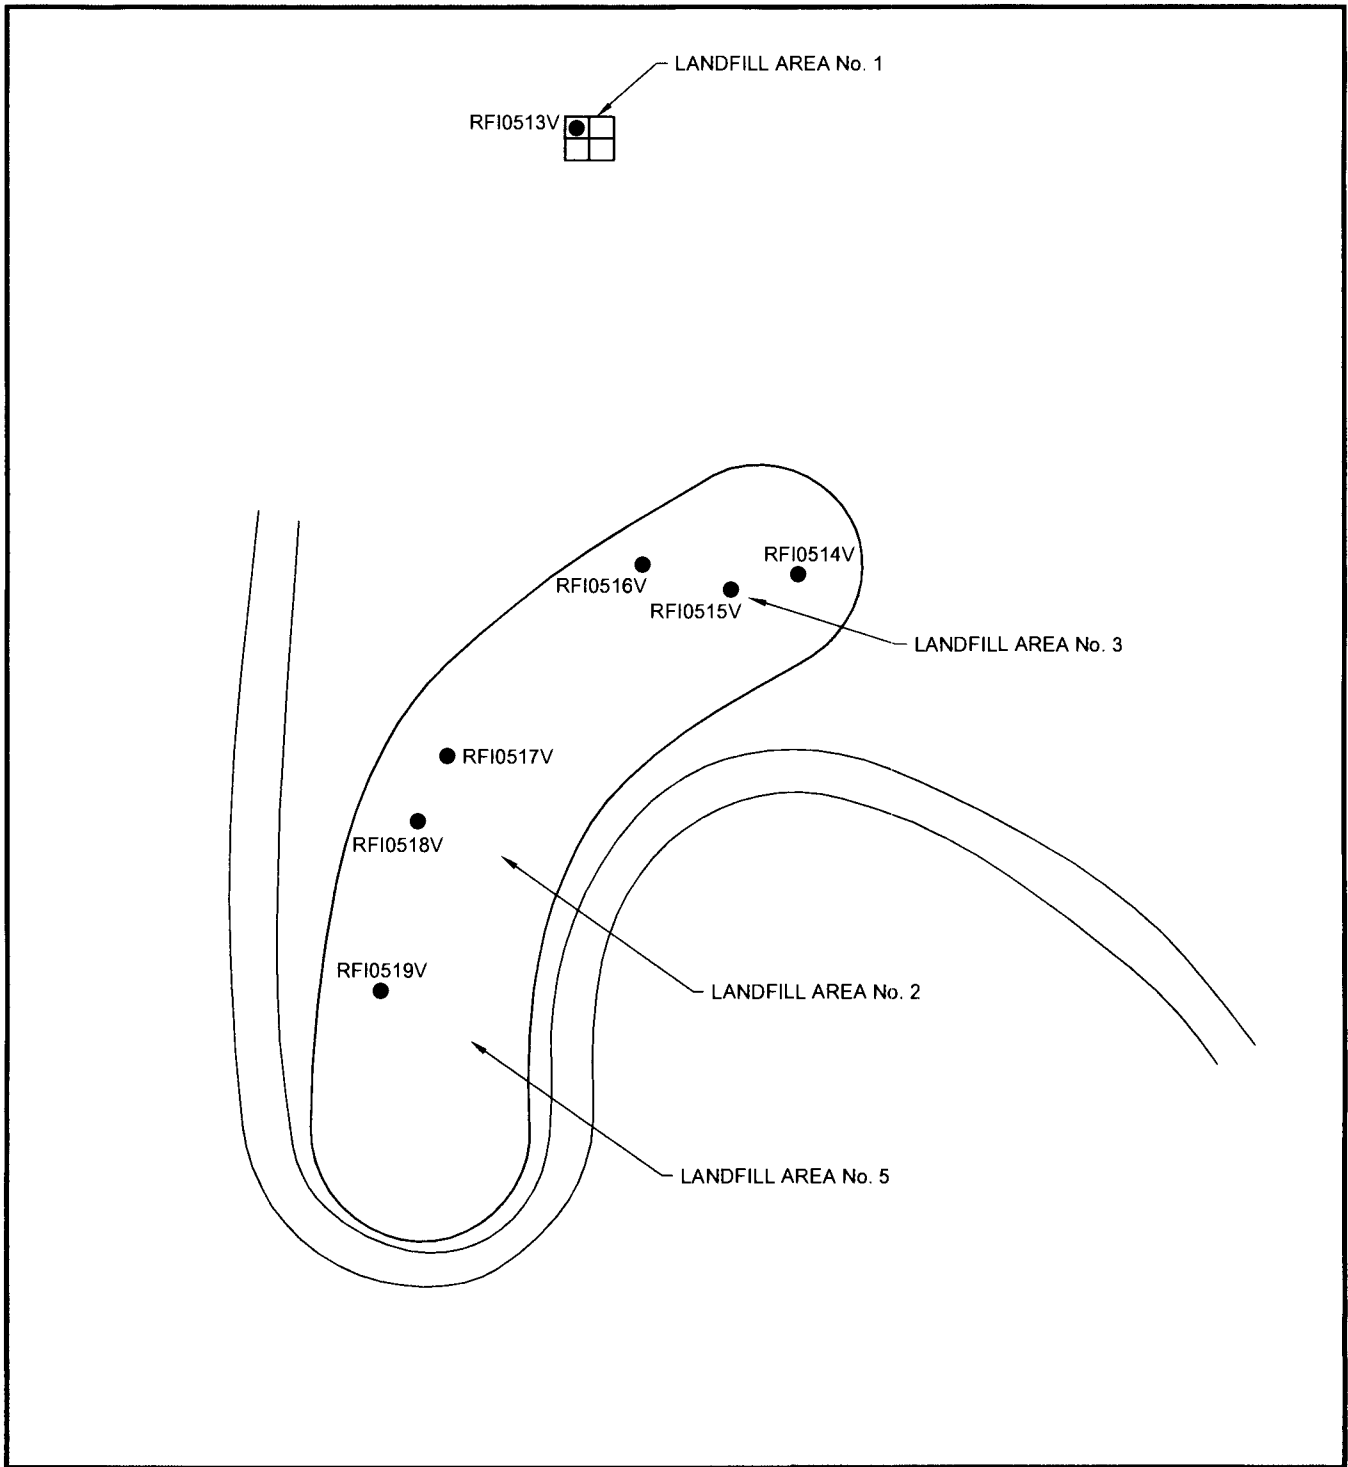 LANDFILL AREA No. 1
RFI0513V
RFI0514V
RFI0516V
RFI0515V
LANDFILL AREA No. 3
RFI0517V
RFI0518V
RFI0519V
LANDFILL AREA No. 2
LANDFILL AREA No. 5